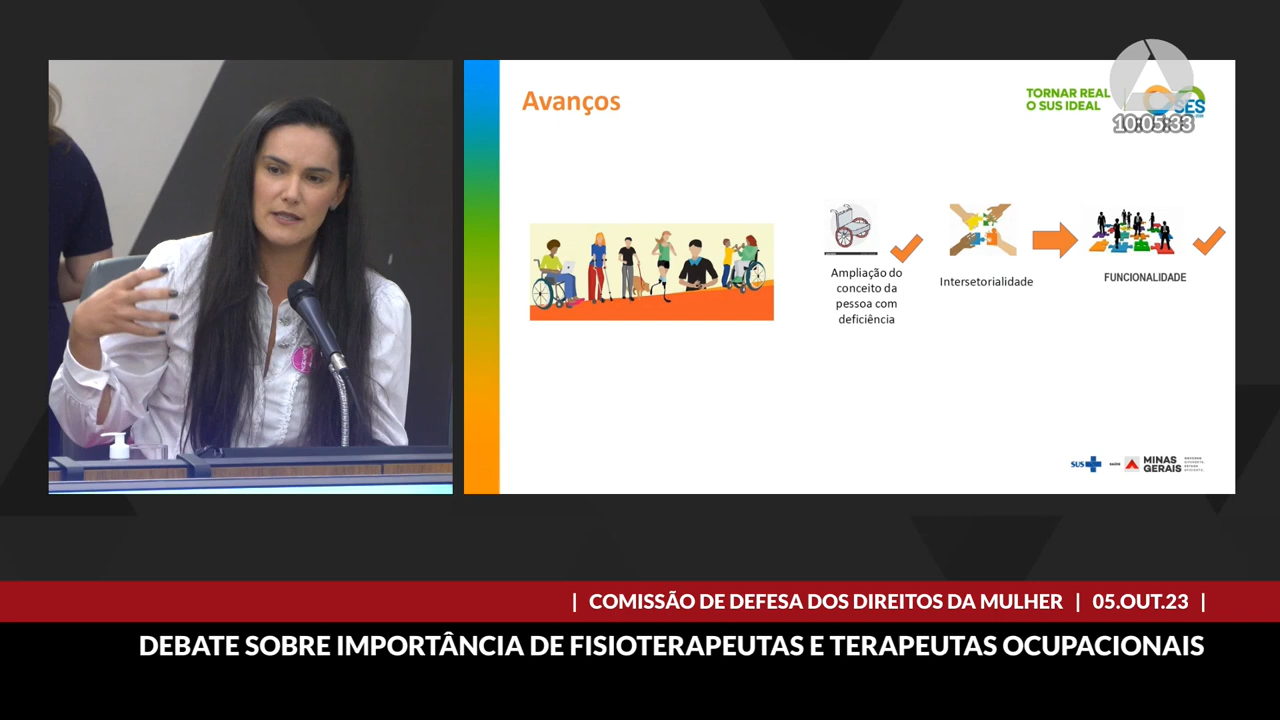 Avanços
TORNAR REAL
O SUS IDEAL
SES
10:05:33
Ampliação do
conceito da
pessoa com
deficiência
Intersetorialidade
FUNCIONALIDADE
SUS
SAÚDE
MINAS
GERAIS
| COMISSÃO DE DEFESA DOS DIREITOS DA MULHER | 05.OUT.23 |
DEBATE SOBRE IMPORTÂNCIA DE FISIOTERAPEUTAS E TERAPEUTAS OCUPACIONAIS